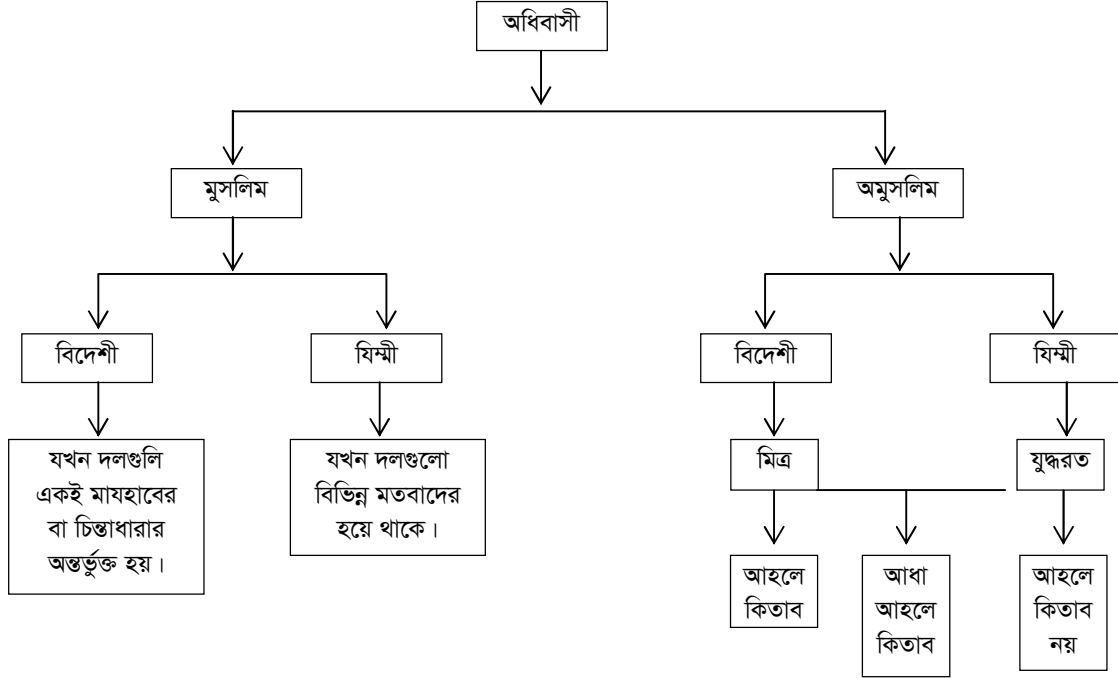 অধিবাসী
মুসলিম
অমুসলিম
বিদেশী
যিম্মী
বিদেশী
যিম্মী
যখন দলগুলি
একই মাযহাবের
বা চিন্তাধারার
অন্তর্ভুক্ত হয়।
যখন দলগুলো
বিভিন্ন মতবাদের
হয়ে থাকে।
মিত্র
যুদ্ধরত
আহলে
কিতাব
আধা
আহলে
কিতাব
আহলে
কিতাব
নয়